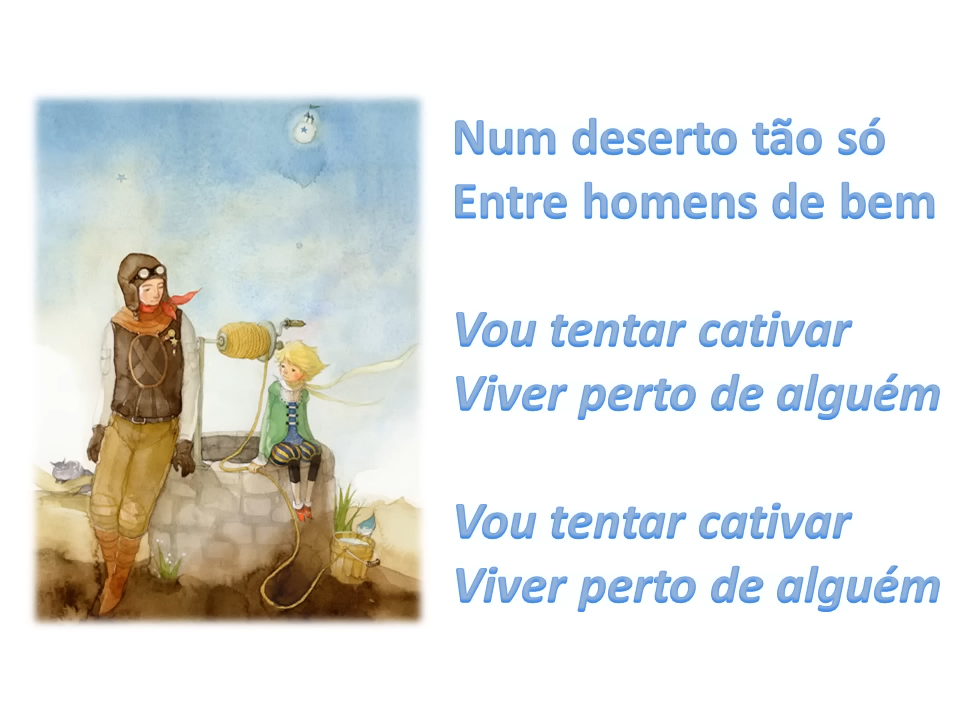 Num deserto tão só
Entre homens de bem
Vou tentar cativar
Viver perto de alguém
Vou tentar cativar
Viver perto de alguém